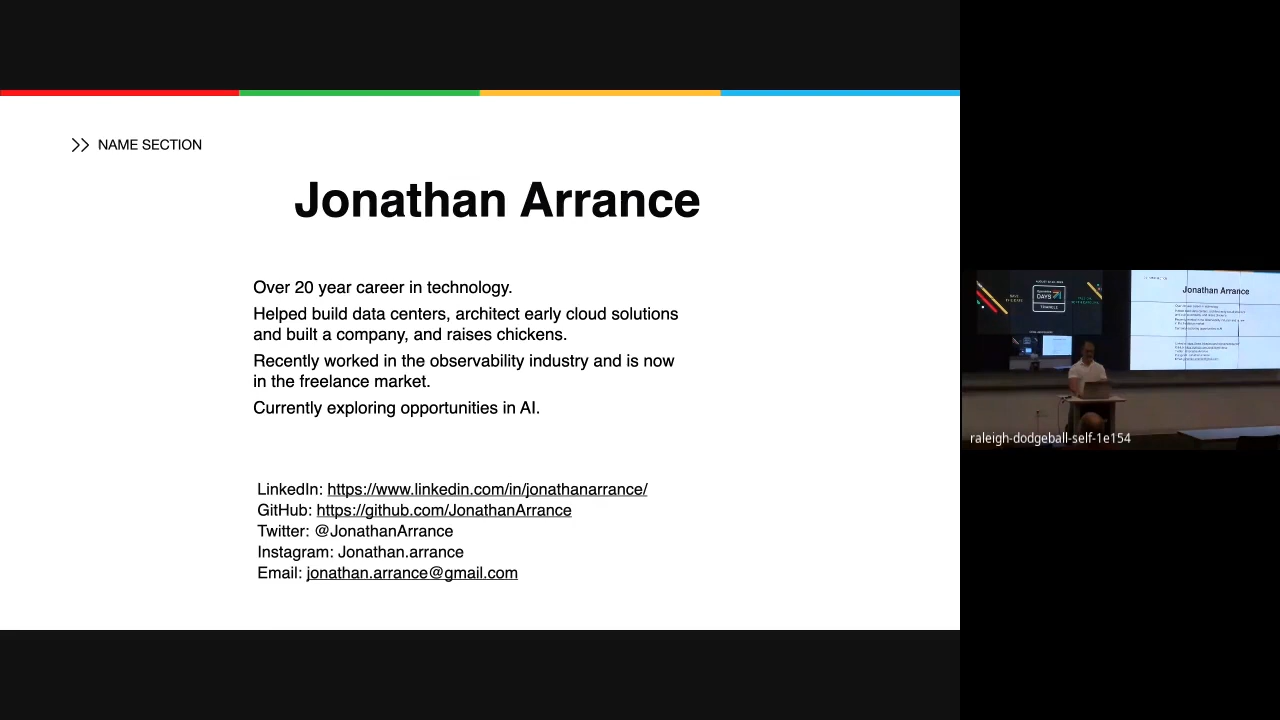 NAME SECTION
Jonathan Arrance
Over 20 year career in technology.
Helped build data centers, architect early cloud solutions
and built a company, and raises chickens.
Recently worked in the observability industry and is now
in the freelance market.
Currently exploring opportunities in AI.
LinkedIn: https://www.linkedin.com/in/jonathanarrance/
GitHub: https://github.com/JonathanArrance
Twitter: @JonathanArrance
Instagram: Jonathan.arrance
Email: jonathan.arrance@gmail.com
DAYS
Jonathan Arrance
raleigh-dodgeball-self-1e154